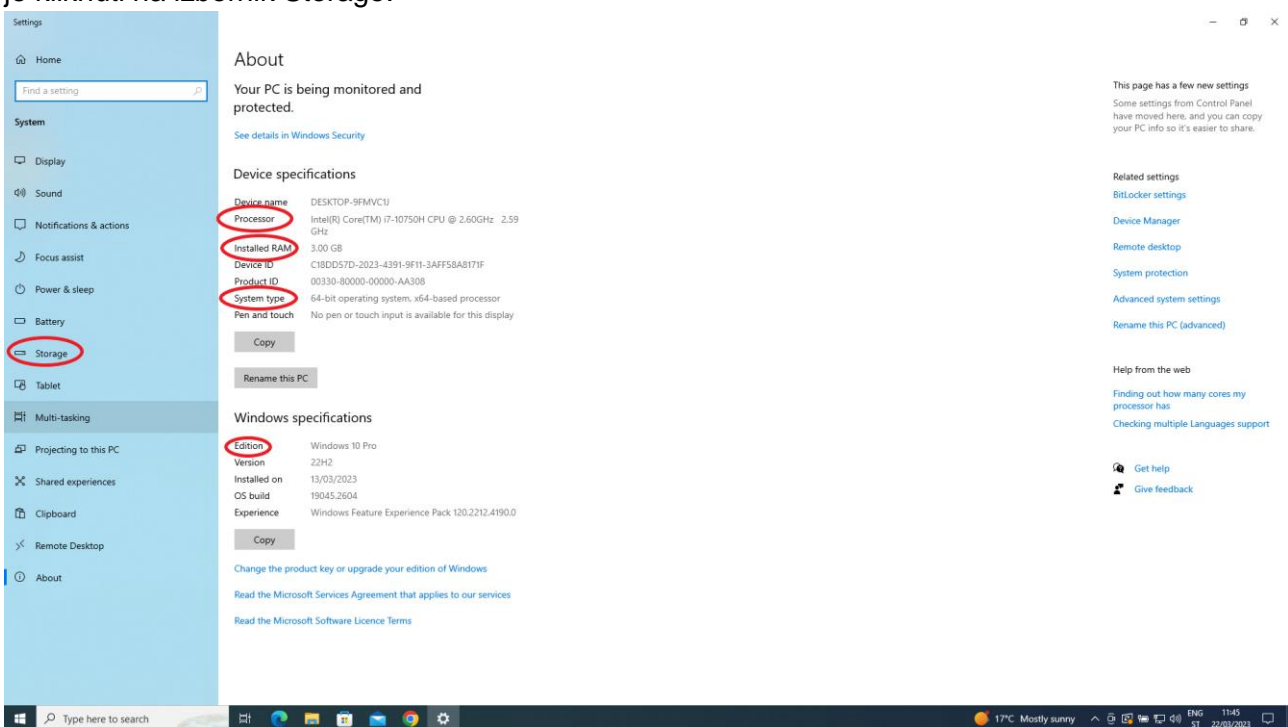 je kliknuti na izbornik Storage.
Settings
Home
Find a setting
System
Display
Sound
Notifications & actions
Focus assist
Power & sleep
Battery
Storage
Tablet
Multi-tasking
Projecting to this PC
Shared experiences
Clipboard
Remote Desktop
About
About
Your PC is being monitored and
protected.
See details in Windows Security
Device specifications
Device name DESKTOP-9FMVC1J
Processor Intel(R) Core(TM) i7-10750H CPU @ 2.60GHz 2.59
GHz
Installed RAM 3.00 GB
Device ID C18DD57D-2023-4391-9F11-3AFF58A8171F
Product ID 00330-80000-00000-AA308
System type 64-bit operating system, x64-based processor
Pen and touch No pen or touch input is available for this display
Copy
Rename this PC
Windows specifications
Edition Windows 10 Pro
Version 22H2
Installed on 13/03/2023
OS build 19045.2604
Experience Windows Feature Experience Pack 120.2212.4190.0
Copy
Change the product key or upgrade your edition of Windows
Read the Microsoft Services Agreement that applies to our services
Read the Microsoft Software Licence Terms
This page has a few new settings
Some settings from Control Panel
have moved here, and you can copy
your PC info so it's easier to share.
Related settings
BitLocker settings
Device Manager
Remote desktop
System protection
Advanced system settings
Rename this PC (advanced)
Help from the web
Finding out how many cores my
processor has
Checking multiple Languages support
Get help
Give feedback
Type here to search
17°C Mostly sunny
ENG
ST
11:45
22/03/2023